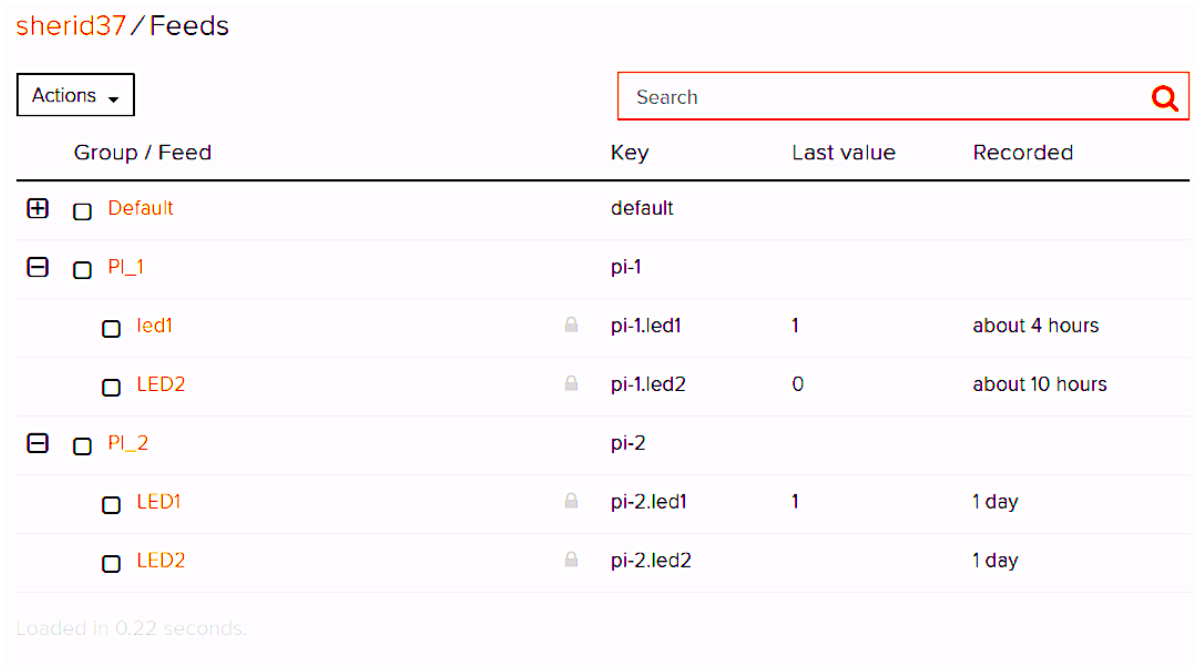 sherid37/Feeds
Actions
Search
Group / Feed Key Last value Recorded
Default default
PI_1 pi-1
led1 pi-1.led1 1 about 4 hours
LED2 pi-1.led2 0 about 10 hours
PI_2 pi-2
LED1 pi-2.led1 1 1 day
LED2 pi-2.led2 1 day
Loaded in 0.22 seconds.